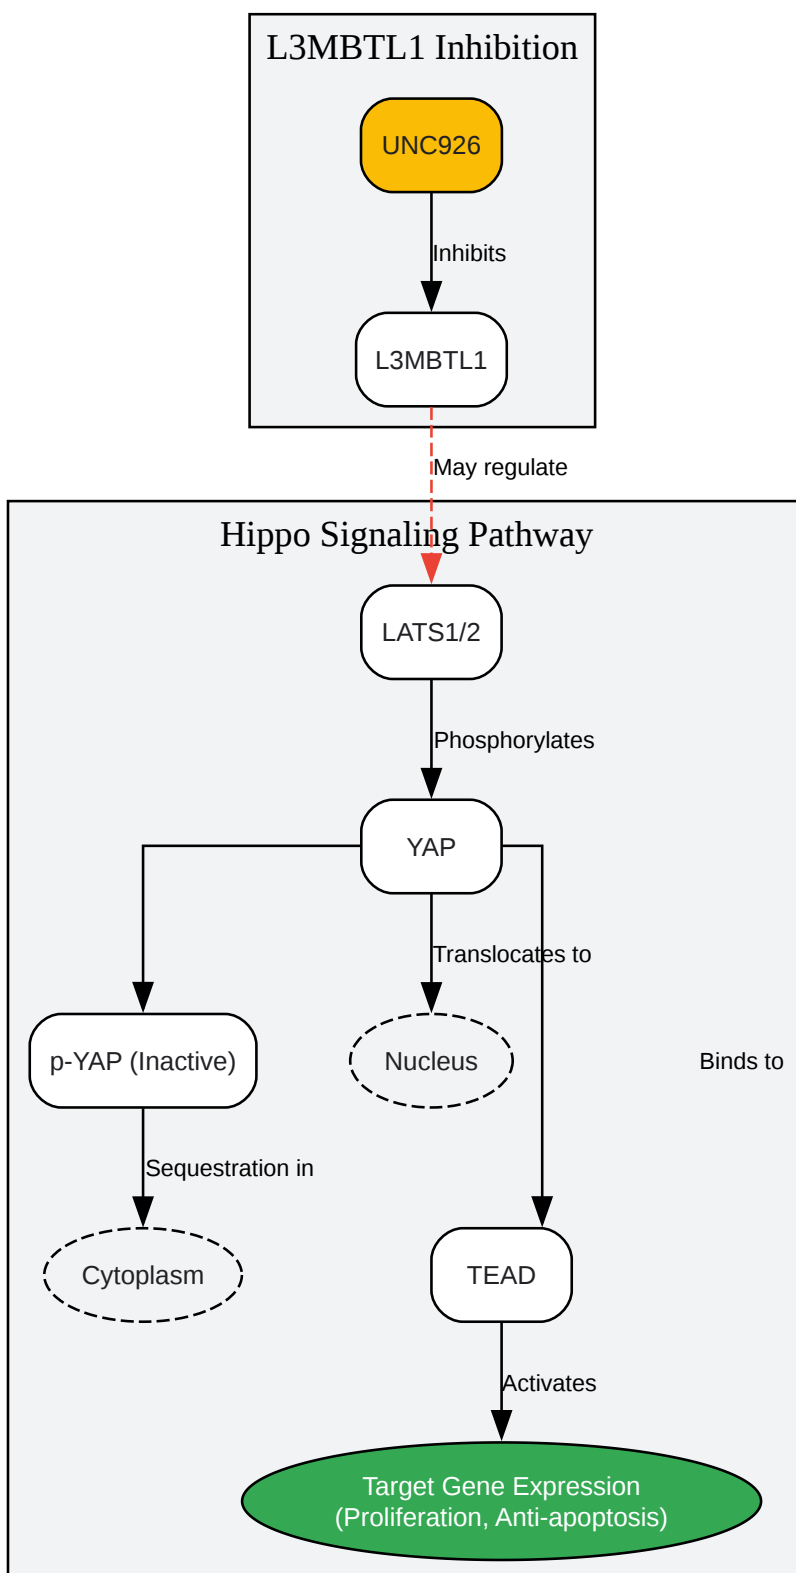 L3MBTL1 Inhibition
UNC926
Inhibits
L3MBTL1
May regulate
Hippo Signaling Pathway
LATS1/2
Phosphorylates
YAP
Translocates to
p-YAP (Inactive)
Nucleus
Binds to
Sequestration in
Cytoplasm
TEAD
Activates
Target Gene Expression
(Proliferation, Anti-apoptosis)